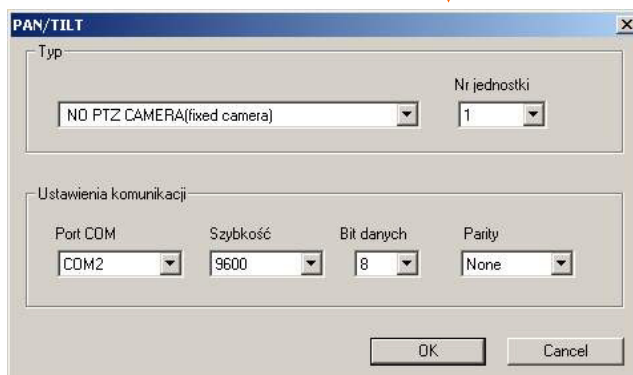 PAN/TILT
Typ
Nr jednostki
NO PTZ CAMERA(fixed camera) 1
Ustawienia komunikacji
Port COM Szybkość Bit danych Parity
COM2 9600 8 None
OK Cancel